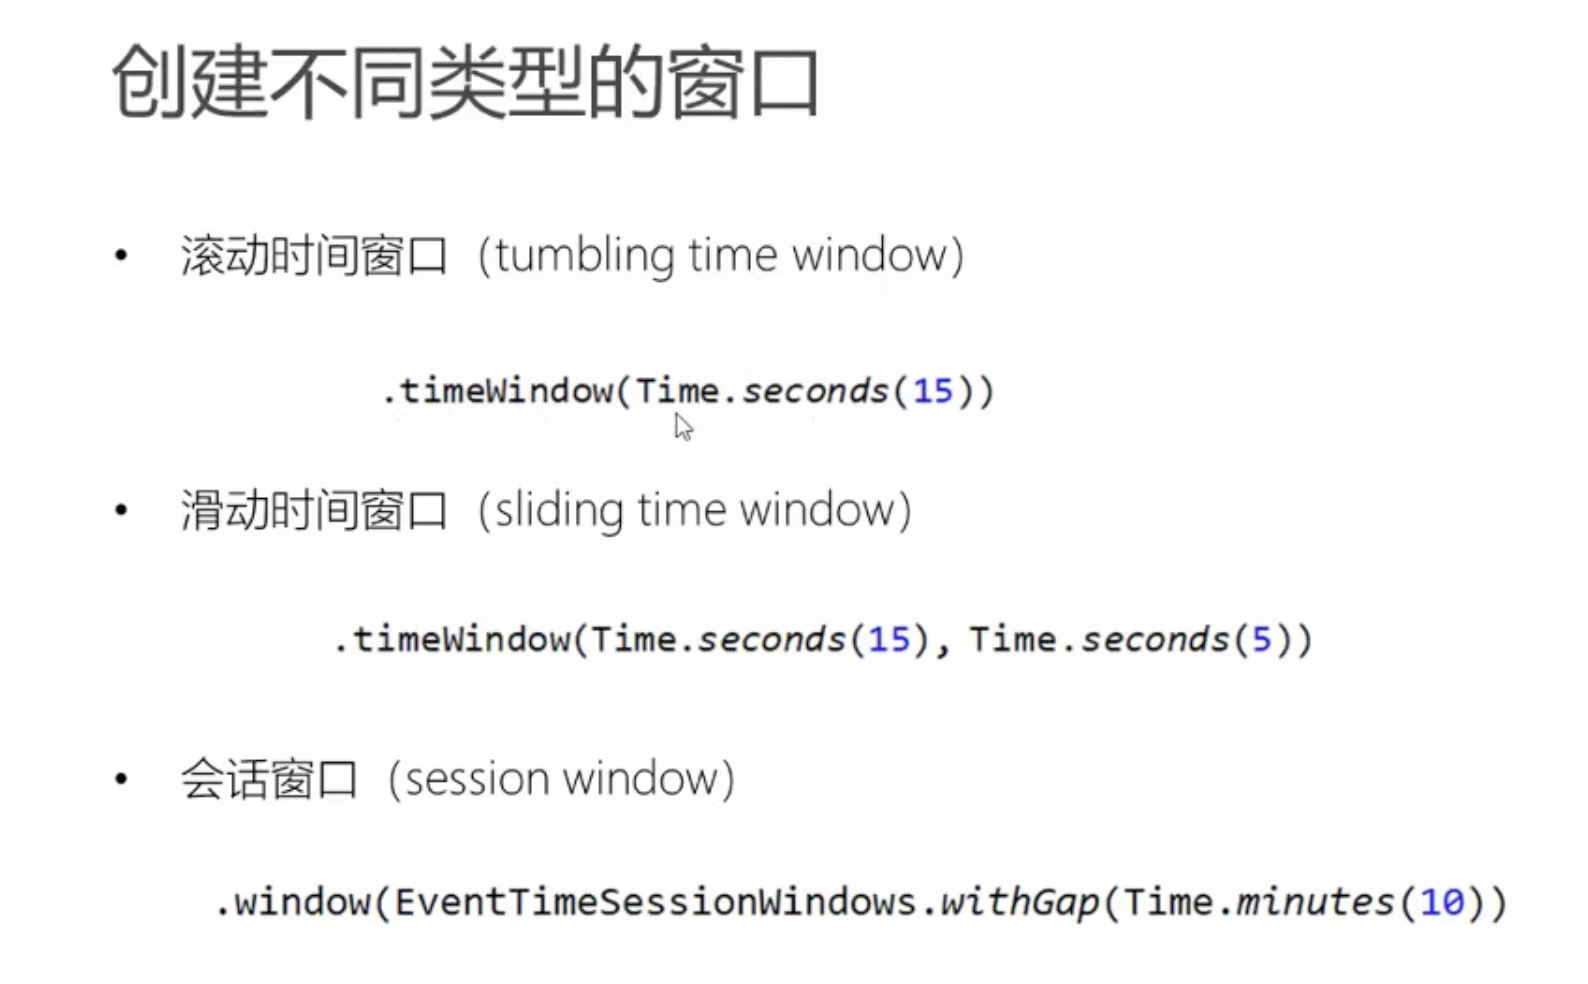 创建不同类型的窗口
• 滚动时间窗口（tumbling time window）
.timeWindow(Time.seconds(15))
• 滑动时间窗口（sliding time window）
.timeWindow(Time.seconds(15), Time.seconds(5))
• 会话窗口（session window）
.window(EventTimeSessionWindows.withGap(Time.minutes(10))